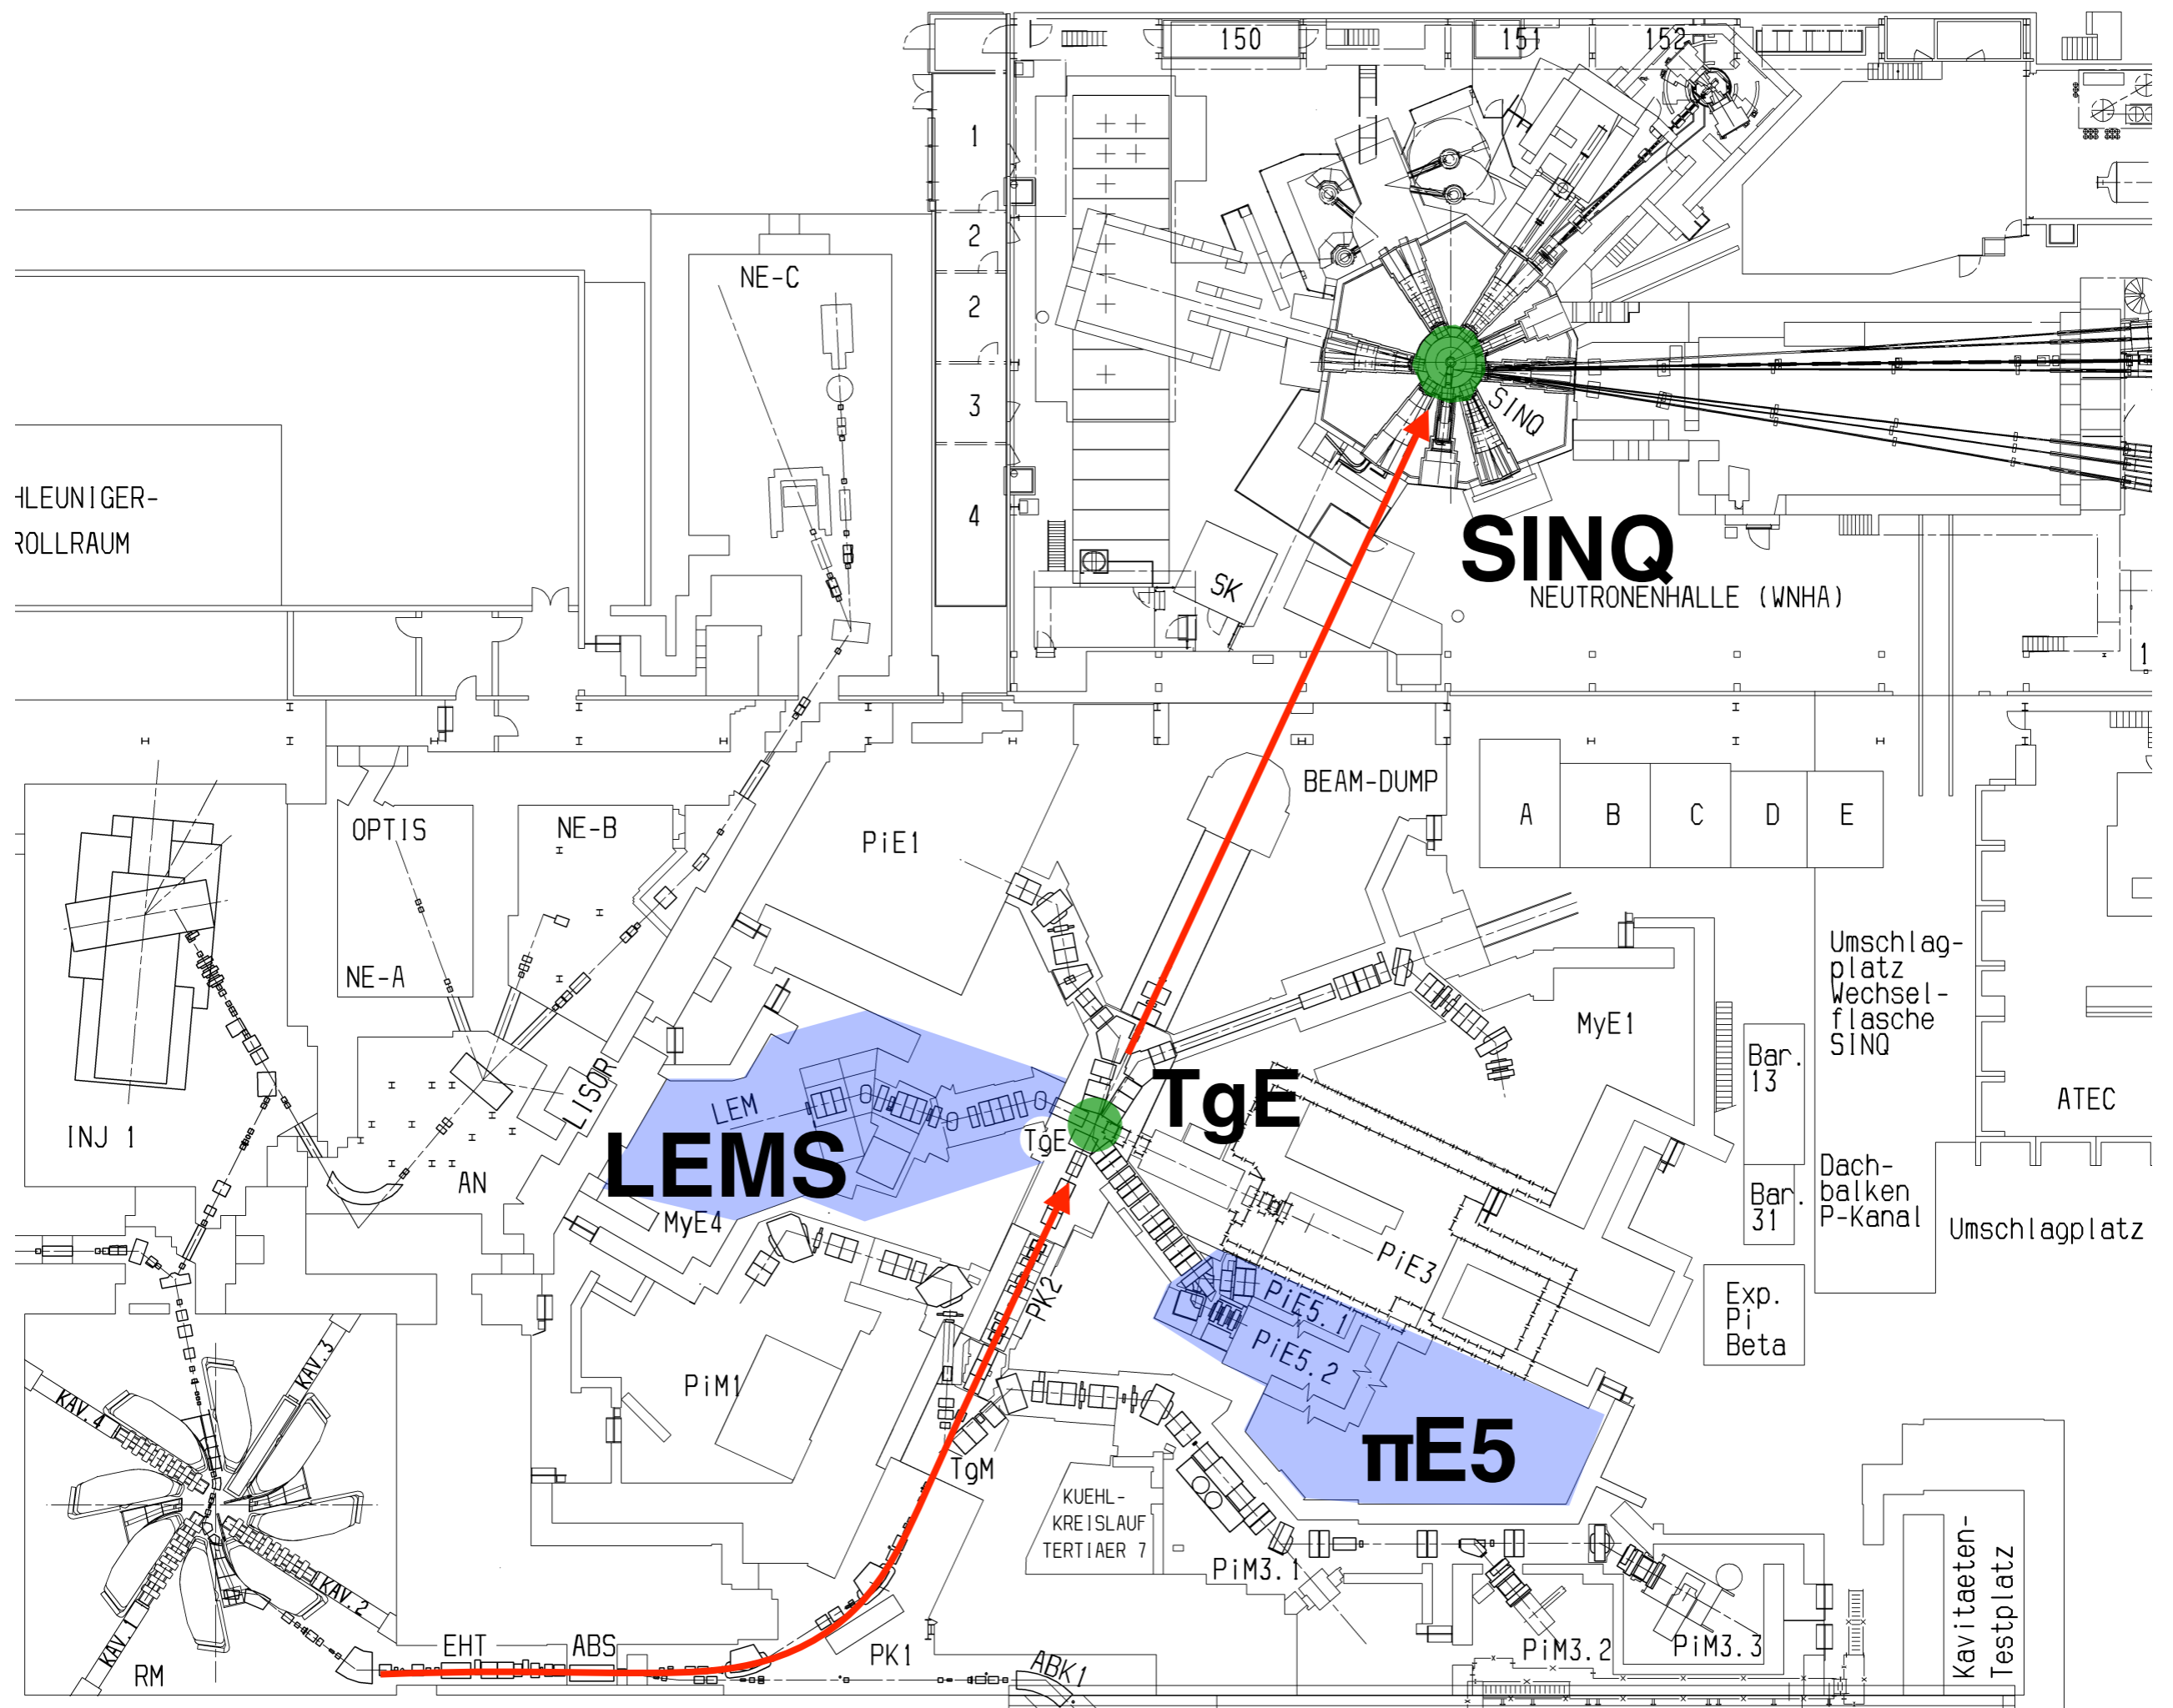 150
151
152
1
2
NE-C
2
3
SINQ
HLEUNIGER-
ROLLRAUM
4
SINQ
SK
NEUTRONENHALLE (WNHA)
1
BEAM-DUMP
OPTIS
NE-B
PiE1
A
B
C
D
E
NE-A
Umschlag-
platz
Wechsel-
flasche
SINQ
MyE1
Bar.
13
LISOR
LEM
TgE
ATEC
INJ 1
TgE
LEMS
AN
MyE4
Bar.
31
Dach-
balken
P-Kanal
Umschlagplatz
PiE3
PK2
PiE5.1
PiE5.2
Exp.
Pi
Beta
KAV.3
KAV.4
PiM1
πE5
TgM
KUEHL-
KREISLAUF
TERTIAER 7
PiM3.1
KAV.2
KAV.1
EHT
ABS
PK1
ABK1
RM
PiM3.2
PiM3.3
Kavitaeten-
Testplatz